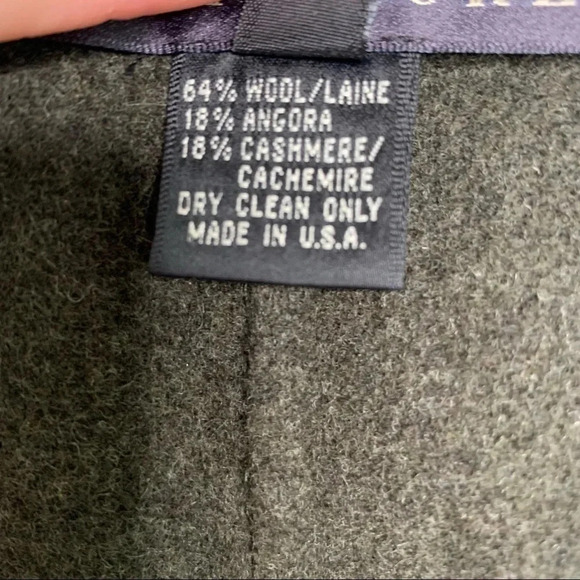 64% WOOL/LAINE
18% ANGORA
18% CASHMERE/
CACHEMIRE
DRY CLEAN ONLY
MADE IN U.S.A.